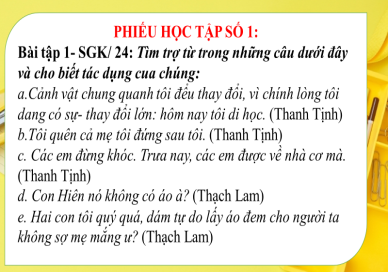 PHIẾU HỌC TẬP SỐ 1:
Bài tập 1- SGK/ 24: Tìm trợ từ trong những câu dưới đây
và cho biết tác dụng cua chúng:
a.Cảnh vật chung quanh tôi đều thay đổi, vì chính lòng tôi
dang có sự- thay đổi lớn: hôm nay tôi di học. (Thanh Tịnh)
b.Tôi quên cả mẹ tôi đứng sau tôi. (Thanh Tịnh)
c. Các em đừng khóc. Trưa nay, các em được về nhà cơ mà.
(Thanh Tịnh)
d. Con Hiên nó không có áo à? (Thạch Lam)
e. Hai con tôi quý quá, dám tự do lấy áo đem cho người ta
không sợ mẹ mắng ư? (Thạch Lam)